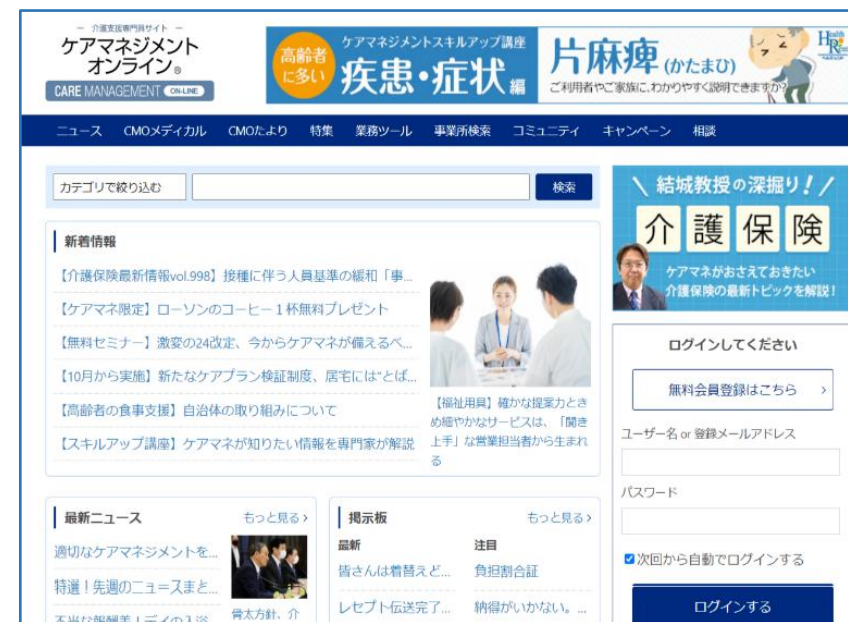 ― 介護支援専門員サイト ―
ケアマネジメント
オンライン®
CARE MANAGEMENT ON-LINE
高齢者
に多い
ケアマネジメントスキルアップ講座
疾患・症状 編
片麻痺 (かたまひ)
ご利用者やご家族に、わかりやすく説明できますか?
ニュース CMOメディカル CMOだより 特集 業務ツール 事業所検索 コミュニティ キャンペーン 相談
カテゴリで絞り込む 検索
新着情報
【介護保険最新情報vol.998】接種に伴う人員基準の緩和「事...
【ケアマネ限定】ローソンのコーヒー1杯無料プレゼント
【無料セミナー】激変の24改定、今からケアマネが備えるべ...
【10月から実施】新たなケアプラン検証制度、居宅には“とば...
【高齢者の食事支援】自治体の取り組みについて
【スキルアップ講座】ケアマネが知りたい情報を専門家が解説
【福祉用具】確かな提案力とき
め細やかなサービスは、「聞き
上手」な営業担当者から生まれ
る
最新ニュース もっと見る ›
適切なケアマネジメントを...
特選!先週のニュースまと...
骨太方針、介
掲示板 もっと見る ›
最新 注目
皆さんは着替えど... 負担割合証
レセプト伝送完了... 納得がいかない。...
\ 結城教授の深掘り! /
介護保険
ケアマネがおさえておきたい
介護保険の最新トピックを解説!
ログインしてください
無料会員登録はこちら ›
ユーザー名 or 登録メールアドレス
パスワード
次回から自動でログインする
ログインする